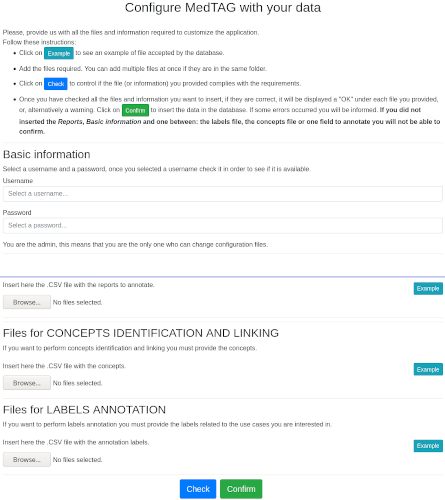 Configure MedTAG with your data
Please, provide us with all the files and information required to customize the application.
Follow these instructions:
Click on Example to see an example of file accepted by the database.
Add the files required. You can add multiple files at once if they are in the same folder.
Click on Check to control if the file (or information) you provided complies with the requirements.
Once you have checked all the files and information you want to insert, if they are correct, it will be displayed a "OK" under each file you provided,
or, alternatively a warning. Click on Confirm to insert the data in the database. If some errors occurred you will be informed. If you did not
inserted the Reports, Basic information and one between: the labels file, the concepts file or one field to annotate you will not be able to
confirm.
Basic information
Select a username and a password, once you selected a username check it in order to see if it is available.
Username
Select a username...
Password
Select a password...
You are the admin, this means that you are the only one who can change configuration files.
Insert here the .CSV file with the reports to annotate.
Example
Browse... No files selected.
Files for CONCEPTS IDENTIFICATION AND LINKING
If you want to perform concepts identification and linking you must provide the concepts.
Insert here the .CSV file with the concepts.
Example
Browse... No files selected.
Files for LABELS ANNOTATION
If you want to perform labels annotation you must provide the labels related to the use cases you are interested in.
Insert here the .CSV file with the annotation labels.
Example
Browse... No files selected.
Check Confirm